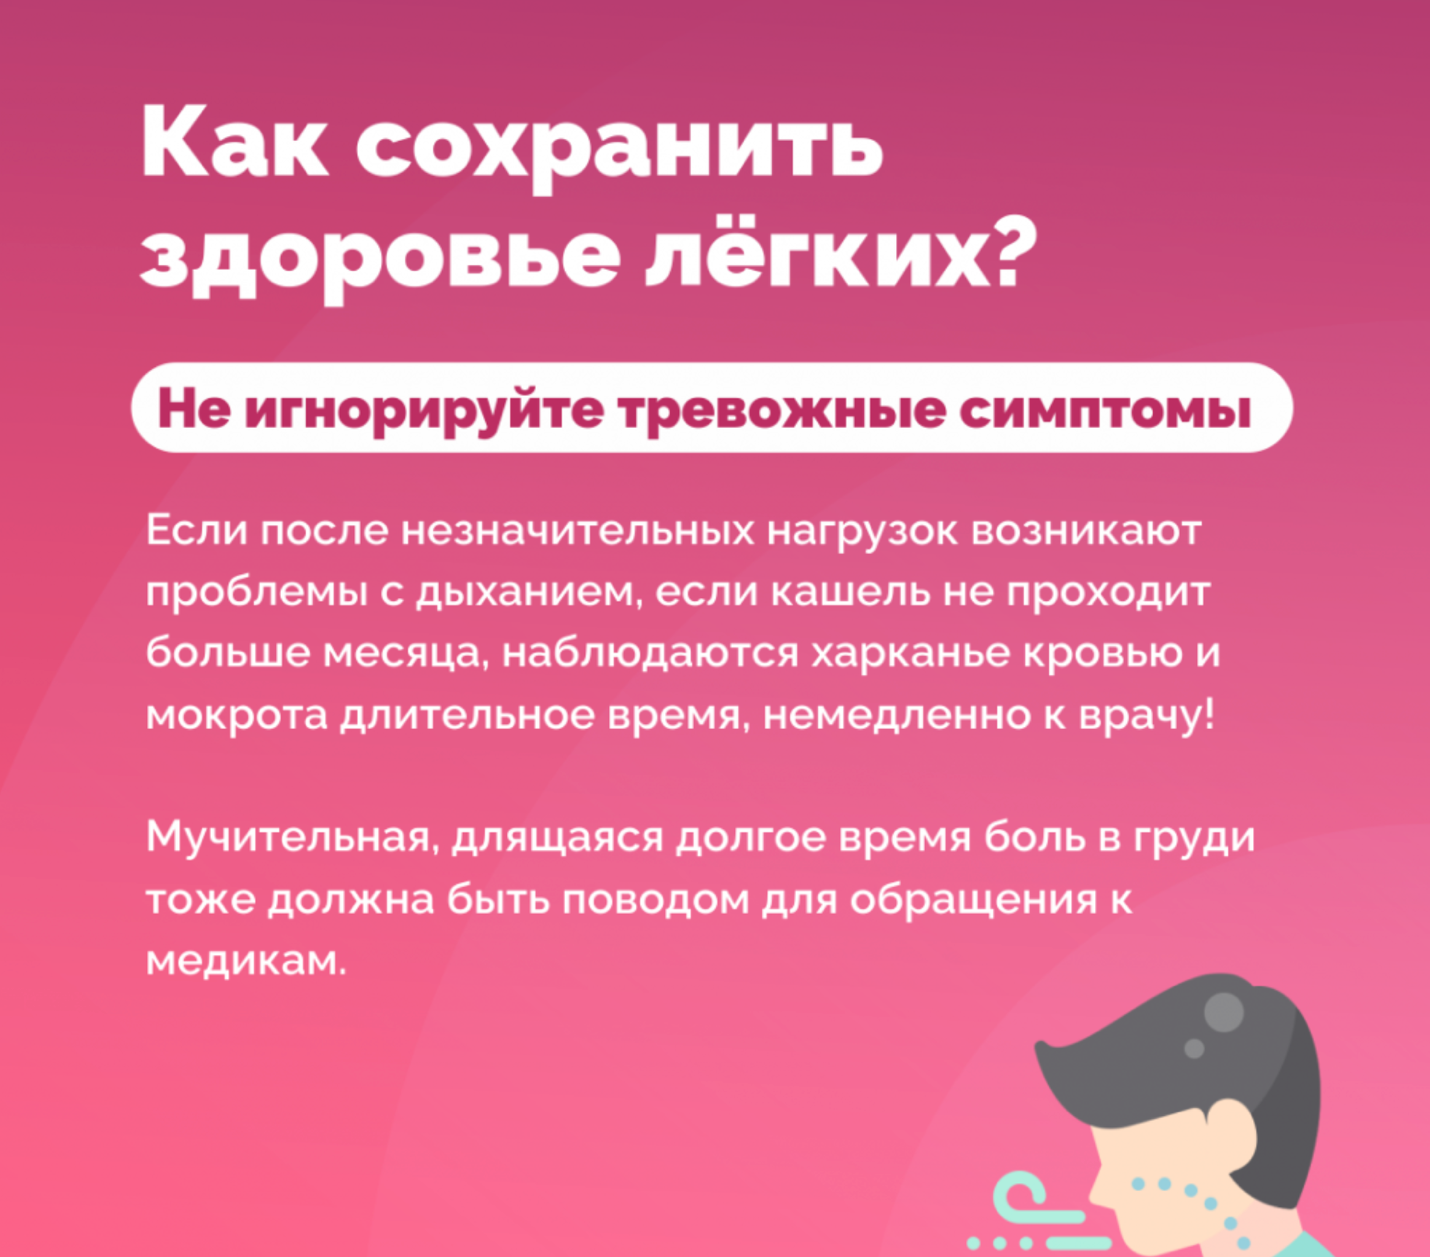 Как сохранить
здоровье лёгких?
Не игнорируйте тревожные симптомы
Если после незначительных нагрузок возникают
проблемы с дыханием, если кашель не проходит
больше месяца, наблюдаются харканье кровью и
мокрота длительное время, немедленно к врачу!
Мучительная, длящаяся долгое время боль в груди
тоже должна быть поводом для обращения к
медикам.